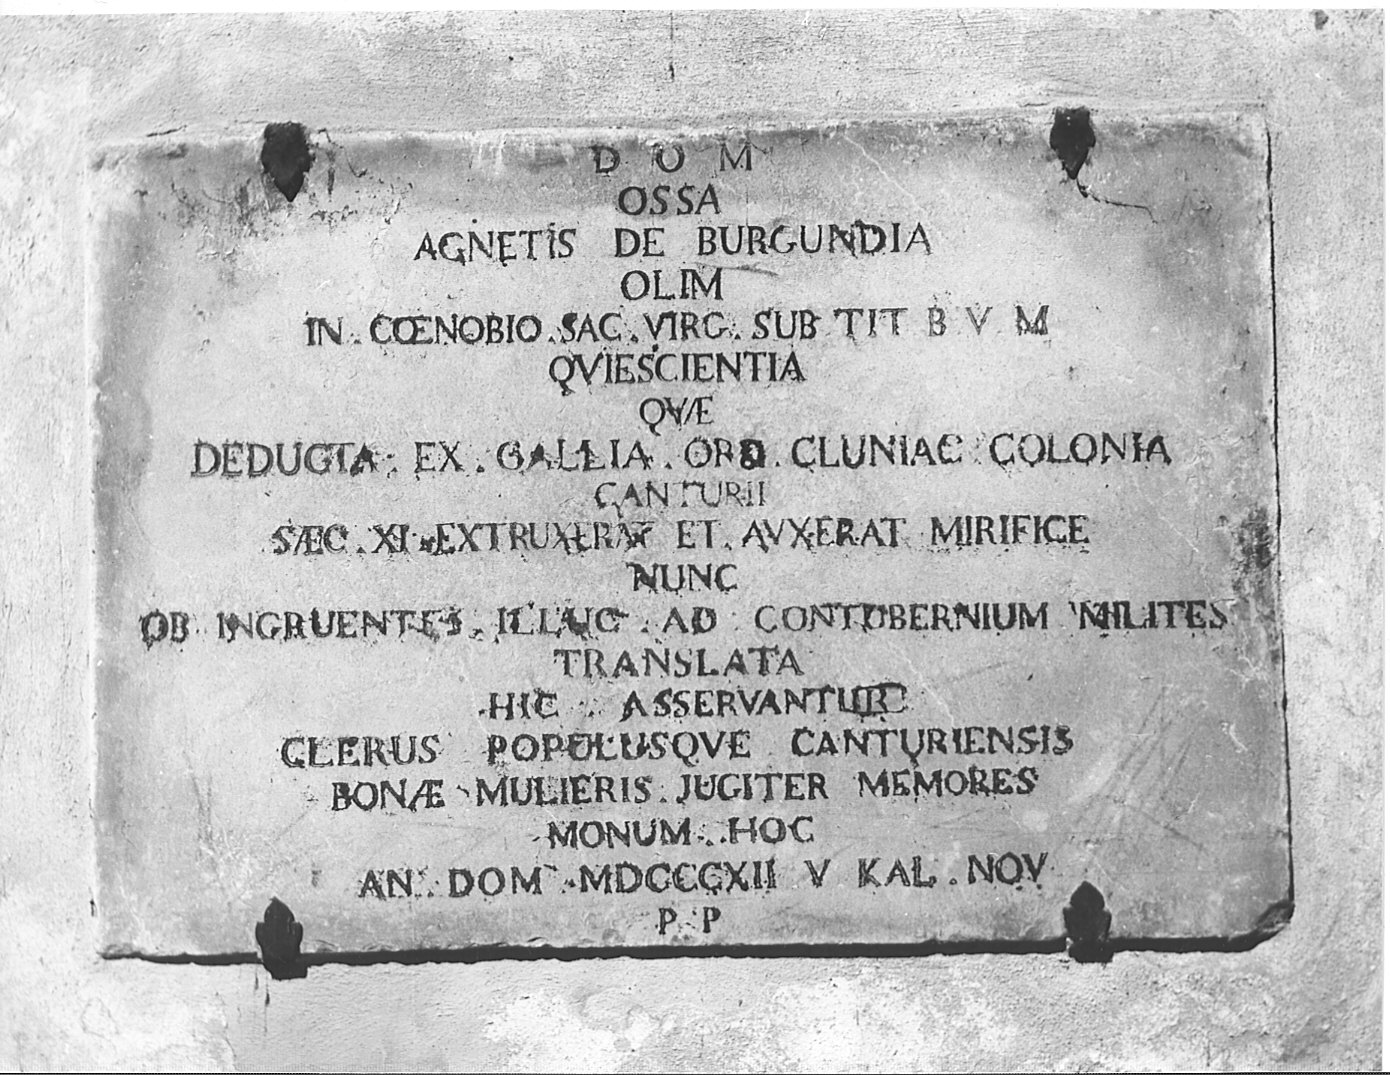 D O M
OSSA
AGNETIS DE BURGUNDIA
OLIM
IN . CŒNOBIO . SAC . VIRG . SUB TIT B V M
QVIESCIENTIA
QVÆ
DEDUCTA . EX . GALLIA . ORD . CLUNIAC COLONIA
CANTURII
SÆC . XI . EXTRUXERAT ET . AVXERAT MIRIFICE
NUNC
OB INGRUENTES . ILLUC . AD CONTUBERNIUM MILITES
TRANSLATA
HIC . ASSERVANTUR
CLERUS POPULUSQVE CANTURIENSIS
BONÆ MULIERIS . JUGITER MEMORES
MONUM . HOC
AN . DOM . MDCCCXII V KAL . NOV
P P